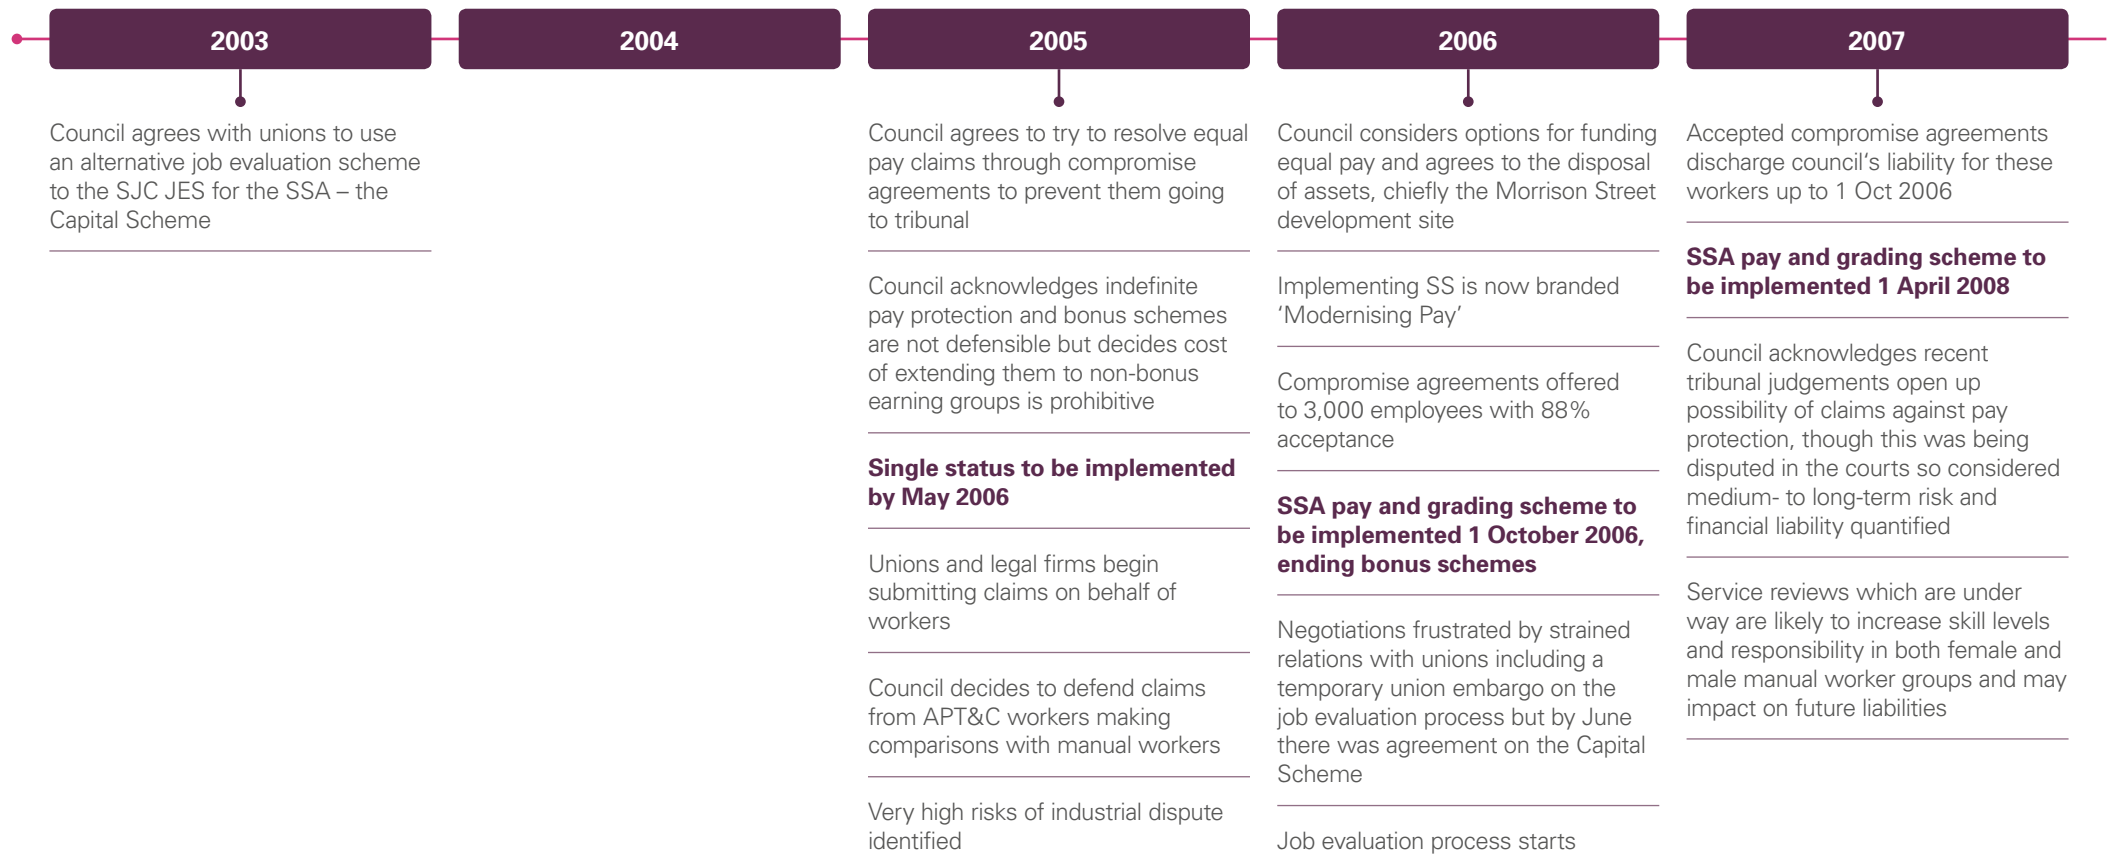 2003
Council agrees with unions to use
an alternative job evaluation scheme
to the SJC JES for the SSA – the
Capital Scheme
2004
2005
Council agrees to try to resolve equal
pay claims through compromise
agreements to prevent them going
to tribunal
Council acknowledges indefinite
pay protection and bonus schemes
are not defensible but decides cost
of extending them to non-bonus
earning groups is prohibitive
Single status to be implemented
by May 2006
Unions and legal firms begin
submitting claims on behalf of
workers
Council decides to defend claims
from APT&C workers making
comparisons with manual workers
Very high risks of industrial dispute
identified
2006
Council considers options for funding
equal pay and agrees to the disposal
of assets, chiefly the Morrison Street
development site
Implementing SS is now branded
‘Modernising Pay’
Compromise agreements offered
to 3,000 employees with 88%
acceptance
SSA pay and grading scheme to
be implemented 1 October 2006,
ending bonus schemes
Negotiations frustrated by strained
relations with unions including a
temporary union embargo on the
job evaluation process but by June
there was agreement on the Capital
Scheme
Job evaluation process starts
2007
Accepted compromise agreements
discharge council’s liability for these
workers up to 1 Oct 2006
SSA pay and grading scheme to
be implemented 1 April 2008
Council acknowledges recent
tribunal judgements open up
possibility of claims against pay
protection, though this was being
disputed in the courts so considered
medium- to long-term risk and
financial liability quantified
Service reviews which are under
way are likely to increase skill levels
and responsibility in both female and
male manual worker groups and may
impact on future liabilities